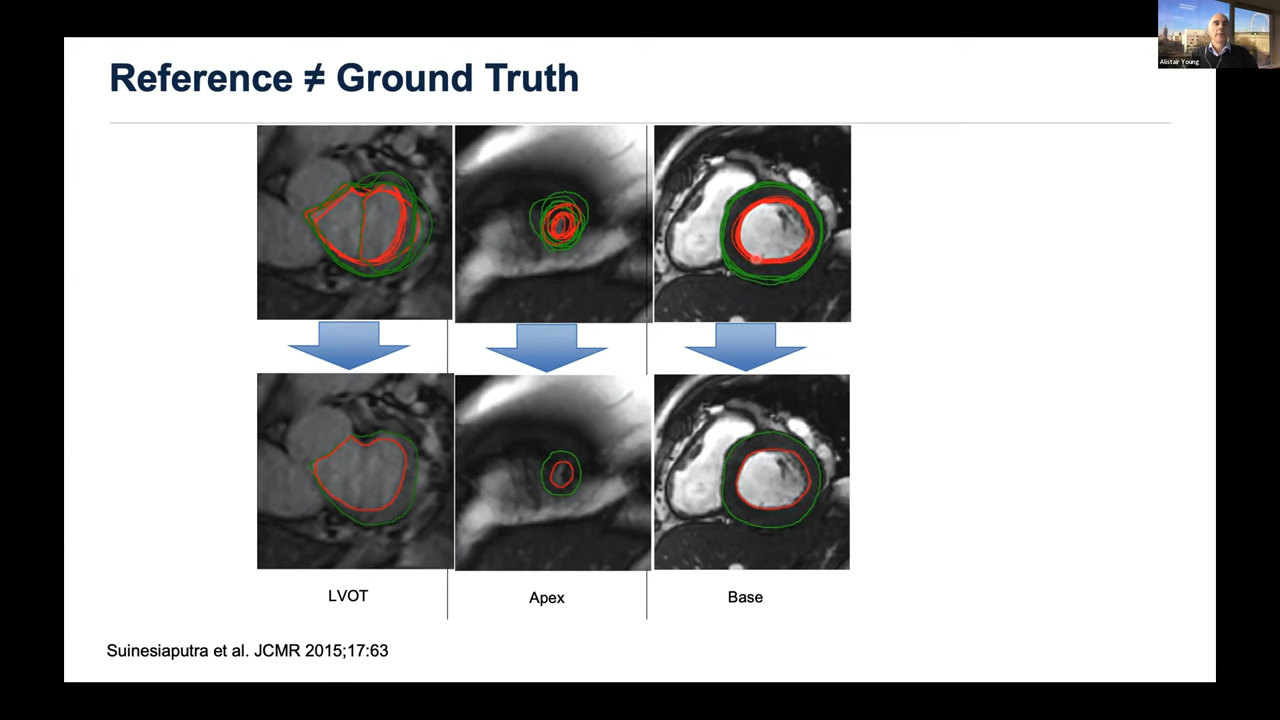 Reference ≠ Ground Truth
Alistair Young
LVOT
Apex
Base
Suinesiaputra et al. JCMR 2015;17:63